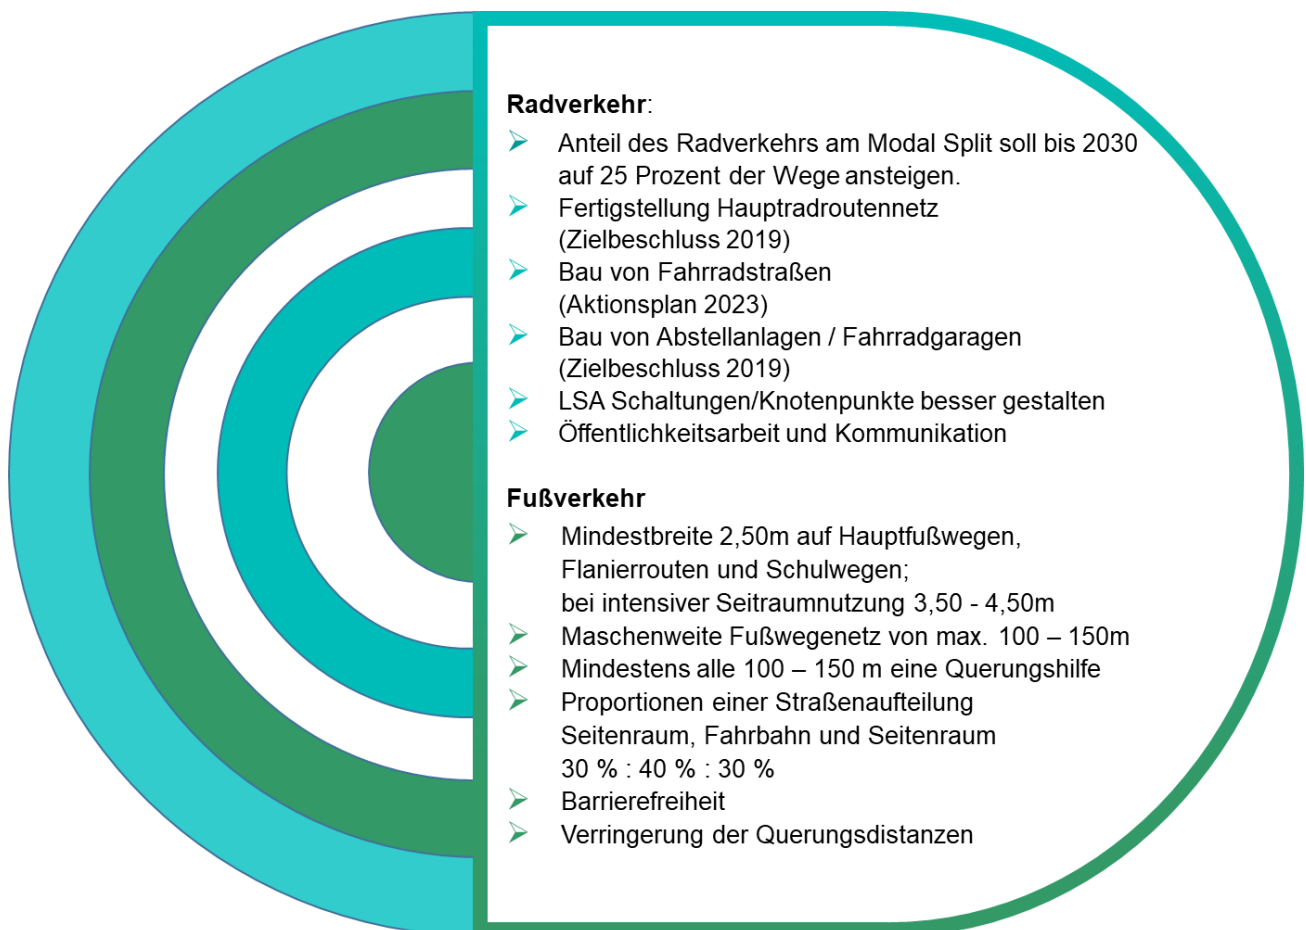 Radverkehr:
➢ Anteil des Radverkehrs am Modal Split soll bis 2030
auf 25 Prozent der Wege ansteigen.
➢ Fertigstellung Hauptradroutennetz
(Zielbeschluss 2019)
➢ Bau von Fahrradstraßen
(Aktionsplan 2023)
➢ Bau von Abstellanlagen / Fahrradgaragen
(Zielbeschluss 2019)
➢ LSA Schaltungen/Knotenpunkte besser gestalten
➢ Öffentlichkeitsarbeit und Kommunikation
Fußverkehr
➢ Mindestbreite 2,50m auf Hauptfußwegen,
Flanierrouten und Schulwegen;
bei intensiver Seitraumnutzung 3,50 - 4,50m
➢ Maschenweite Fußwegenetz von max. 100 – 150m
➢ Mindestens alle 100 – 150 m eine Querungshilfe
➢ Proportionen einer Straßenaufteilung
Seitenraum, Fahrbahn und Seitenraum
30 % : 40 % : 30 %
➢ Barrierefreiheit
➢ Verringerung der Querungsdistanzen